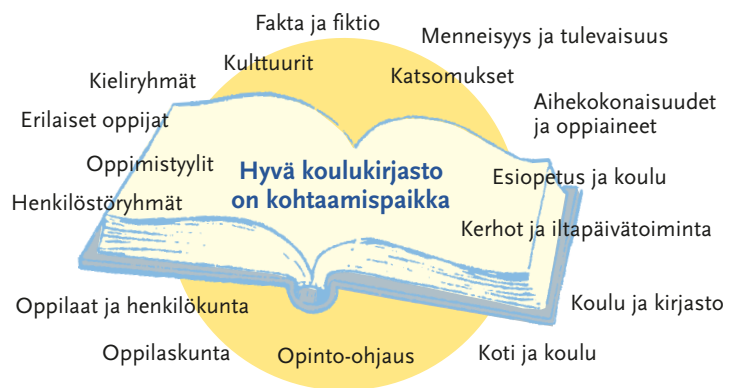 Fakta ja fiktio
Menneisyys ja tulevaisuus
Kulttuurit
Katsomukset
Kieliryhmät
Aihekokonaisuudet
ja oppiaineet
Erilaiset oppijat
Oppimistyylit
Hyvä koulukirjasto
on kohtaamispaikka
Esiopetus ja koulu
Henkilöstöryhmät
Kerhot ja iltapäivätoiminta
Oppilaat ja henkilökunta
Koulu ja kirjasto
Oppilaskunta
Opinto-ohjaus
Koti ja koulu